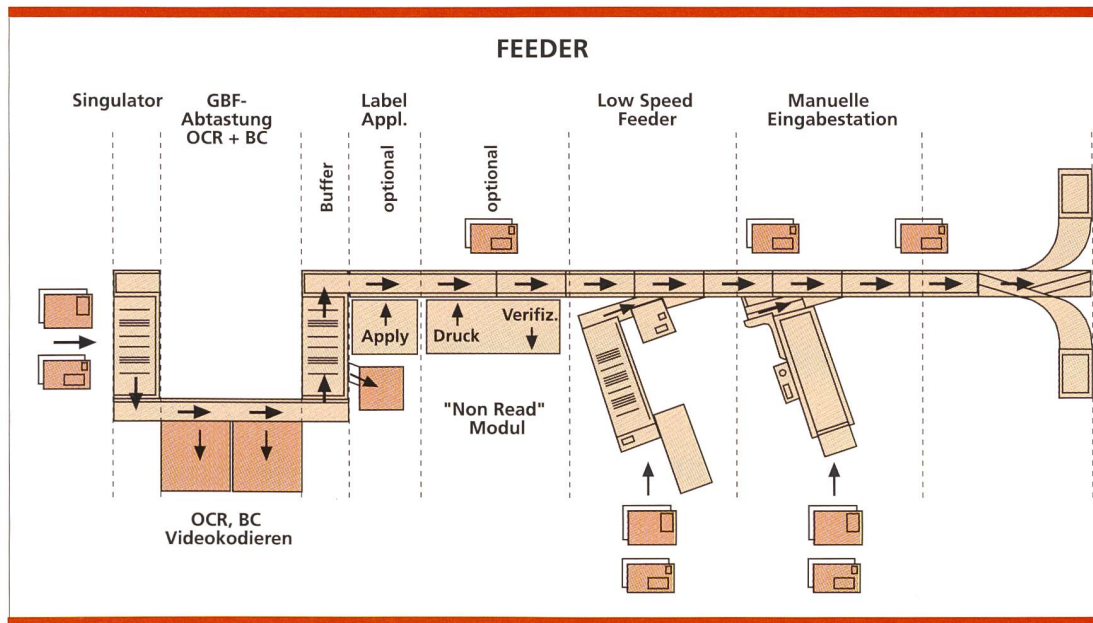 FEEDER
Singulator
GBF-
Abtastung
OCR + BC
Buffer
Label
Appl.
optional
optional
Low Speed
Feeder
Manuelle
Eingabestation
Apply
Druck
Verifiz.
"Non Read"
Modul
OCR, BC
Videokodieren